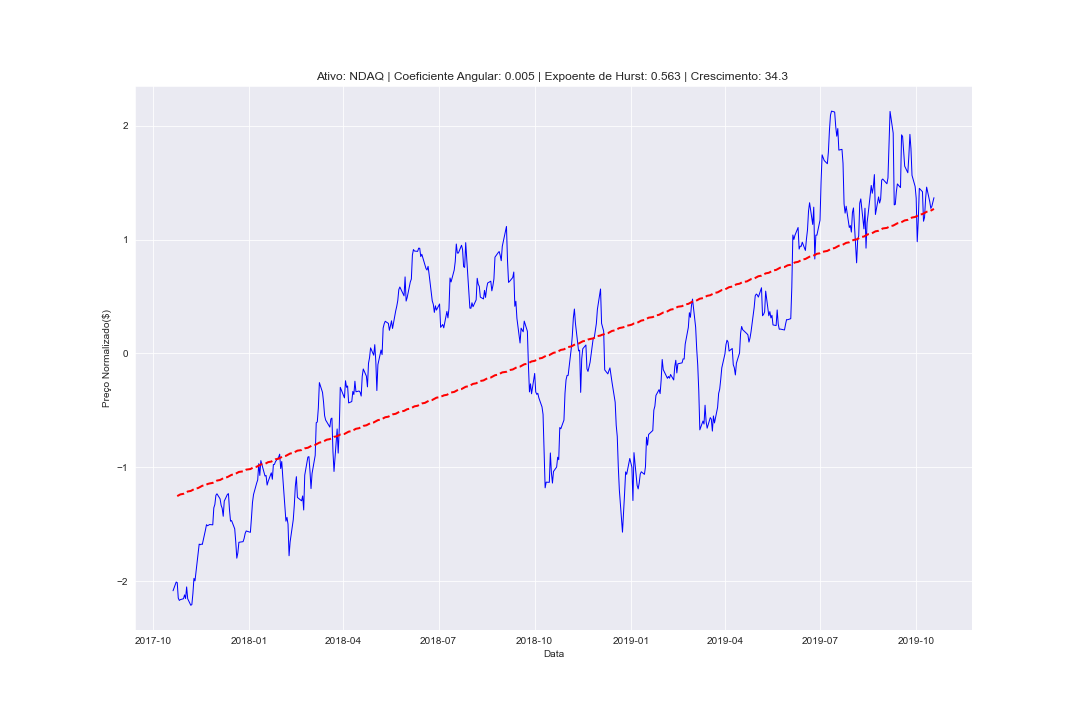 Ativo: NDAQ | Coeficiente Angular: 0.005 | Expoente de Hurst: 0.563 | Crescimento: 34.3
Preço Normalizado($)
2
1
0
−1
−2
2017-10 2018-01 2018-04 2018-07 2018-10 2019-01 2019-04 2019-07 2019-10
Data